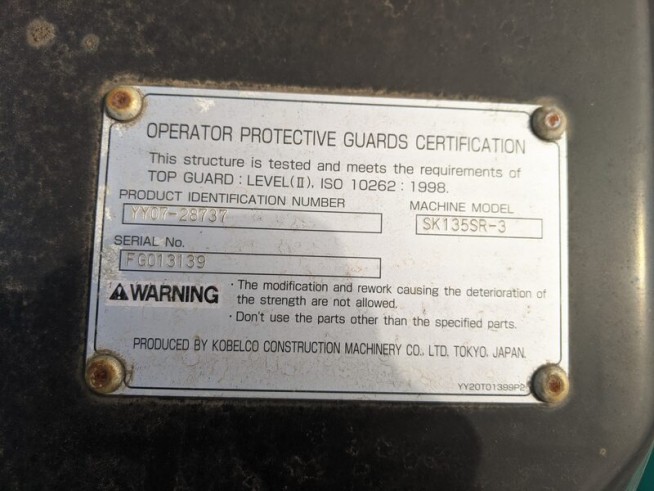 OPERATOR PROTECTIVE GUARDS CERTIFICATION
This structure is tested and meets the requirements of
TOP GUARD : LEVEL(Ⅱ), ISO 10262 : 1998.
PRODUCT IDENTIFICATION NUMBER
YY07-28737
MACHINE MODEL
SK135SR-3
SERIAL No.
FG013139
WARNING
· The modification and rework causing the deterioration of
the strength are not allowed.
· Don't use the parts other than the specified parts.
PRODUCED BY KOBELCO CONSTRUCTION MACHINERY CO., LTD. TOKYO, JAPAN.
YY20T01399P2